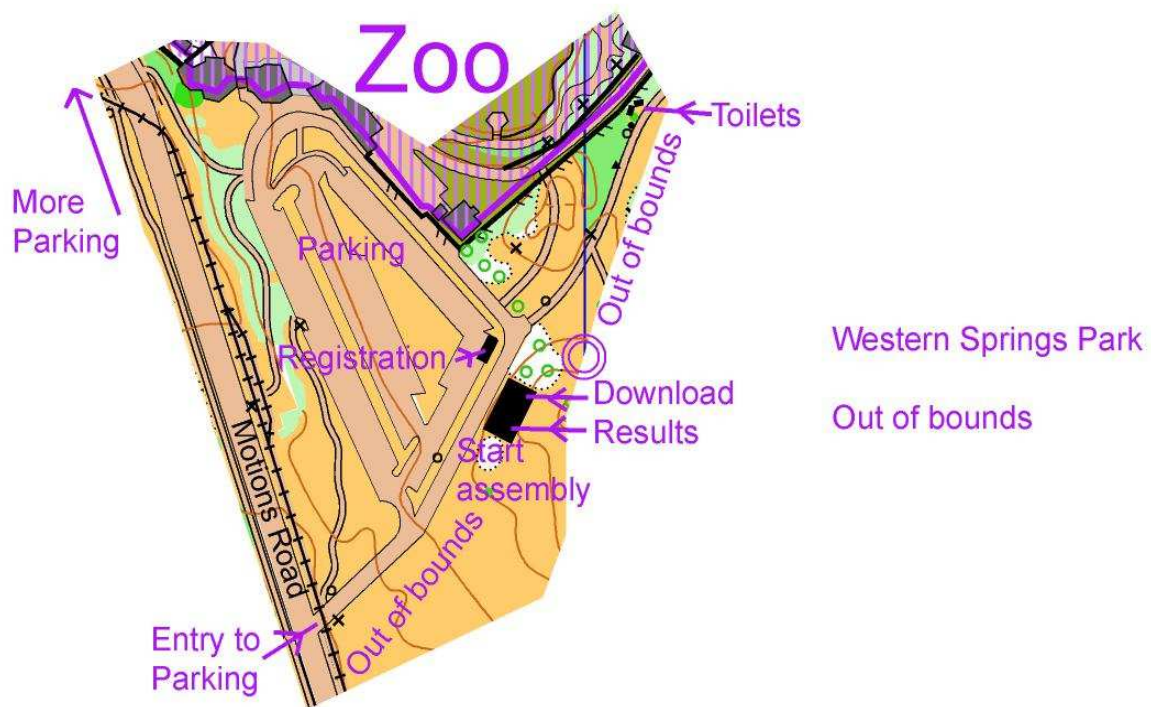 Zoo
Toilets
Out of bounds
More
Parking
Parking
Western Springs Park
Registration
Download
Out of bounds
Results
Start
assembly
Motions Road
Out of bounds
Entry to
Parking